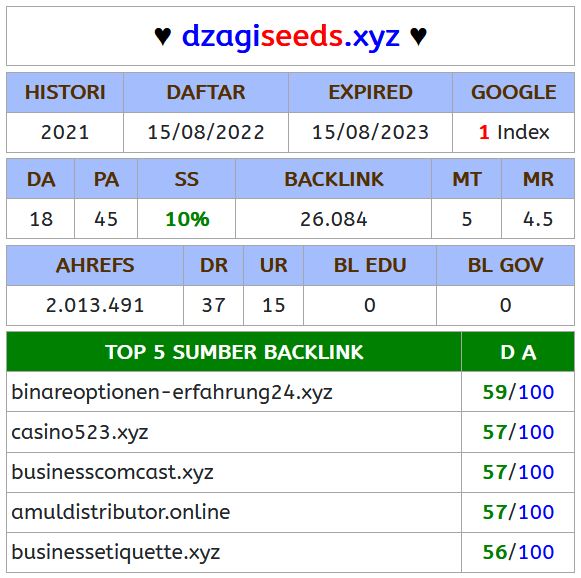 ♥ dzagiseeds.xyz ♥
HISTORI DAFTAR EXPIRED GOOGLE
2021 15/08/2022 15/08/2023 1 Index
DA PA SS BACKLINK MT MR
18 45 10% 26.084 5 4.5
AHREFS DR UR BL EDU BL GOV
2.013.491 37 15 0 0
TOP 5 SUMBER BACKLINK D A
binareoptionen-erfahrung24.xyz 59/100
casino523.xyz 57/100
businesscomcast.xyz 57/100
amuldistributor.online 57/100
businessetiquette.xyz 56/100